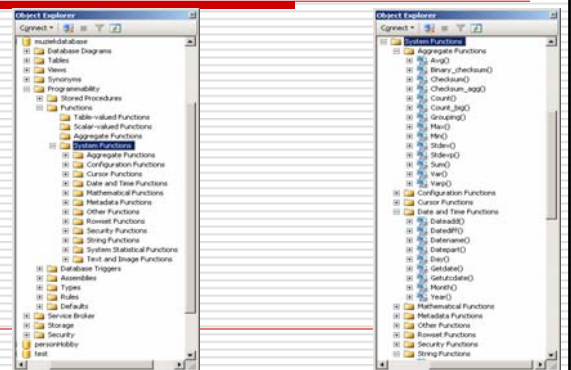 Object Explorer
Connect
muziekdatabase
Database Diagrams
Tables
Views
Synonyms
Programmability
Stored Procedures
Functions
Table-valued Functions
Scalar-valued Functions
Aggregate Functions
System Functions
Aggregate Functions
Configuration Functions
Cursor Functions
Date and Time Functions
Mathematical Functions
Metadata Functions
Other Functions
Rowset Functions
Security Functions
String Functions
System Statistical Functions
Text and Image Functions
Database Triggers
Assemblies
Types
Rules
Defaults
Service Broker
Storage
Security
personHobby
test
Object Explorer
Connect
System Functions
Aggregate Functions
Avg()
Binary_checksum()
Checksum()
Checksum_agg()
Count()
Count_big()
Grouping()
Max()
Min()
Stdev()
Stdevp()
Sum()
Var()
Varp()
Configuration Functions
Cursor Functions
Date and Time Functions
Dateadd()
Datediff()
Datename()
Datepart()
Day()
Getdate()
Getutcdate()
Month()
Year()
Mathematical Functions
Metadata Functions
Other Functions
Rowset Functions
Security Functions
String Functions